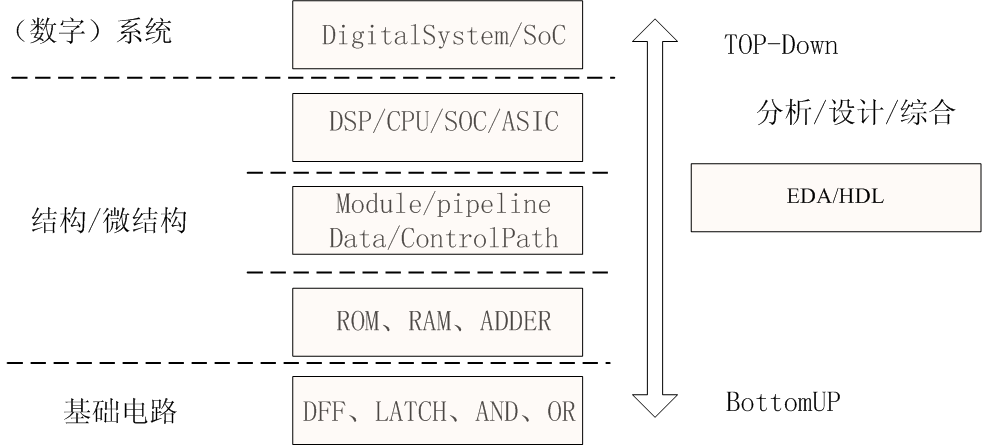 （数字）系统
DigitalSystem/SoC
TOP-Down
DSP/CPU/SOC/ASIC
分析/设计/综合
结构/微结构
Module/pipeline
Data/ControlPath
EDA/HDL
ROM、RAM、ADDER
基础电路
DFF、LATCH、AND、OR
BottomUP